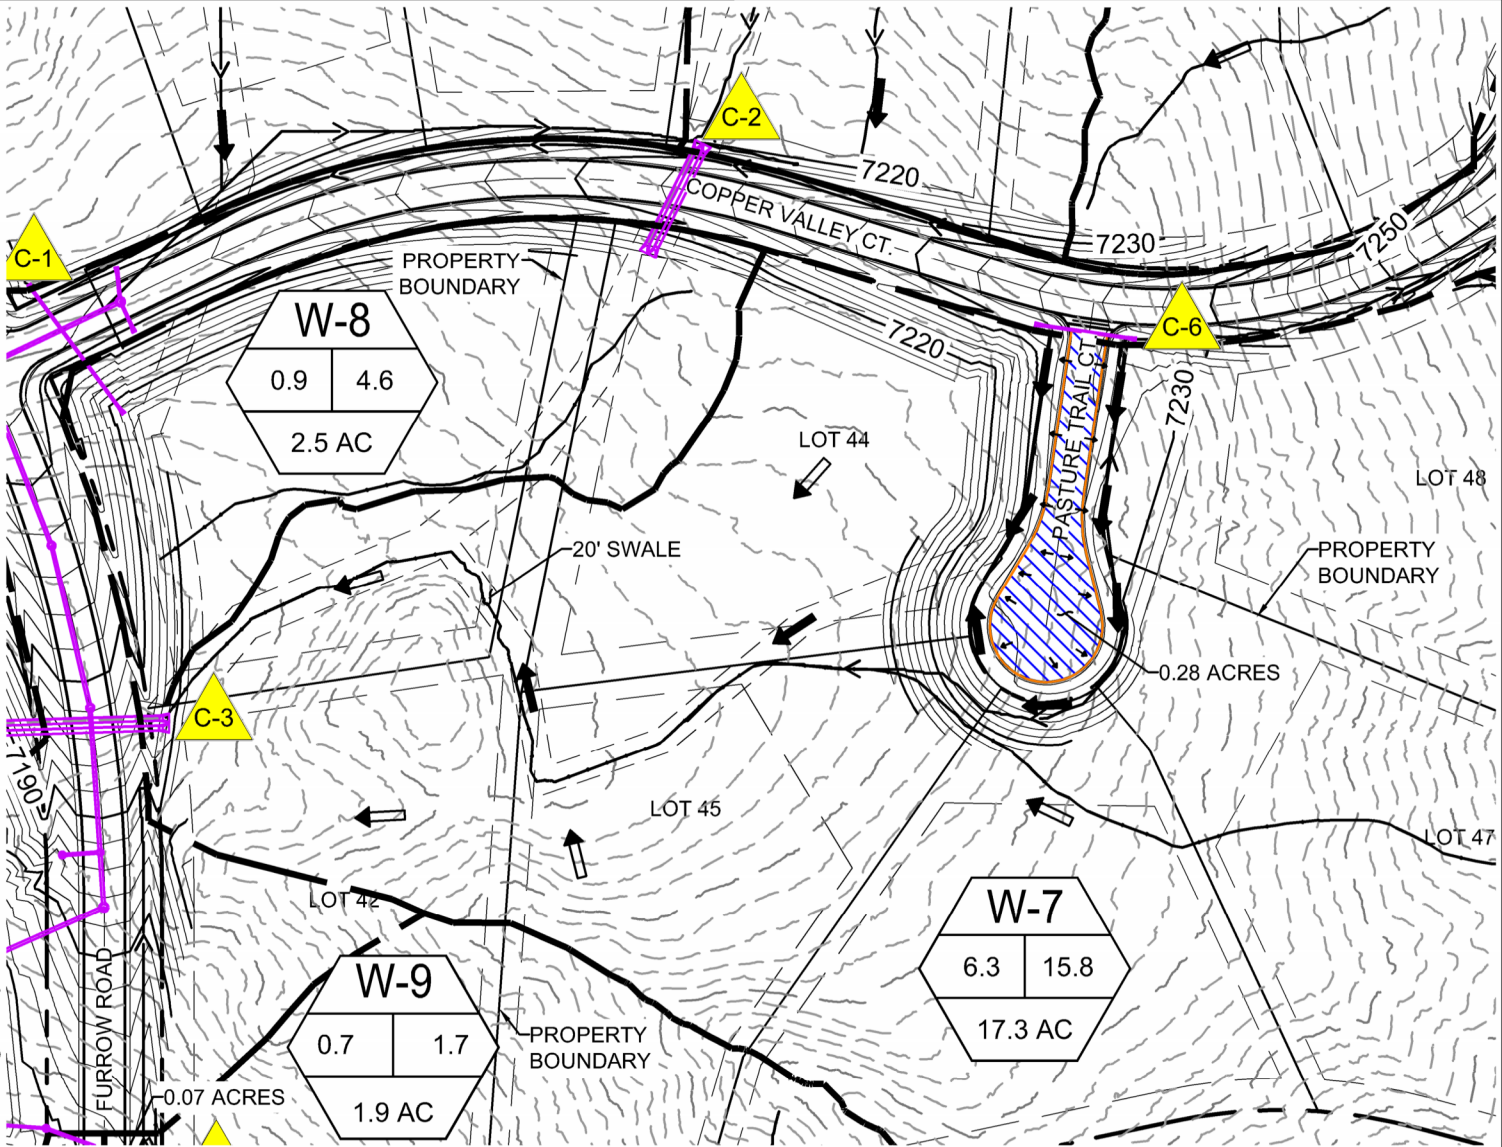 C-2
7220
COPPER VALLEY CT.
C-1
7230
7250
PROPERTY
BOUNDARY
W-8
0.9 4.6
2.5 AC
7220
C-6
PASTURE TRAIL CT.
7230
LOT 44
LOT 48
20' SWALE
PROPERTY
BOUNDARY
0.28 ACRES
C-3
7190
LOT 45
LOT 47
LOT 42
W-7
6.3 15.8
17.3 AC
W-9
0.7 1.7
1.9 AC
PROPERTY
BOUNDARY
FURROW ROAD
0.07 ACRES